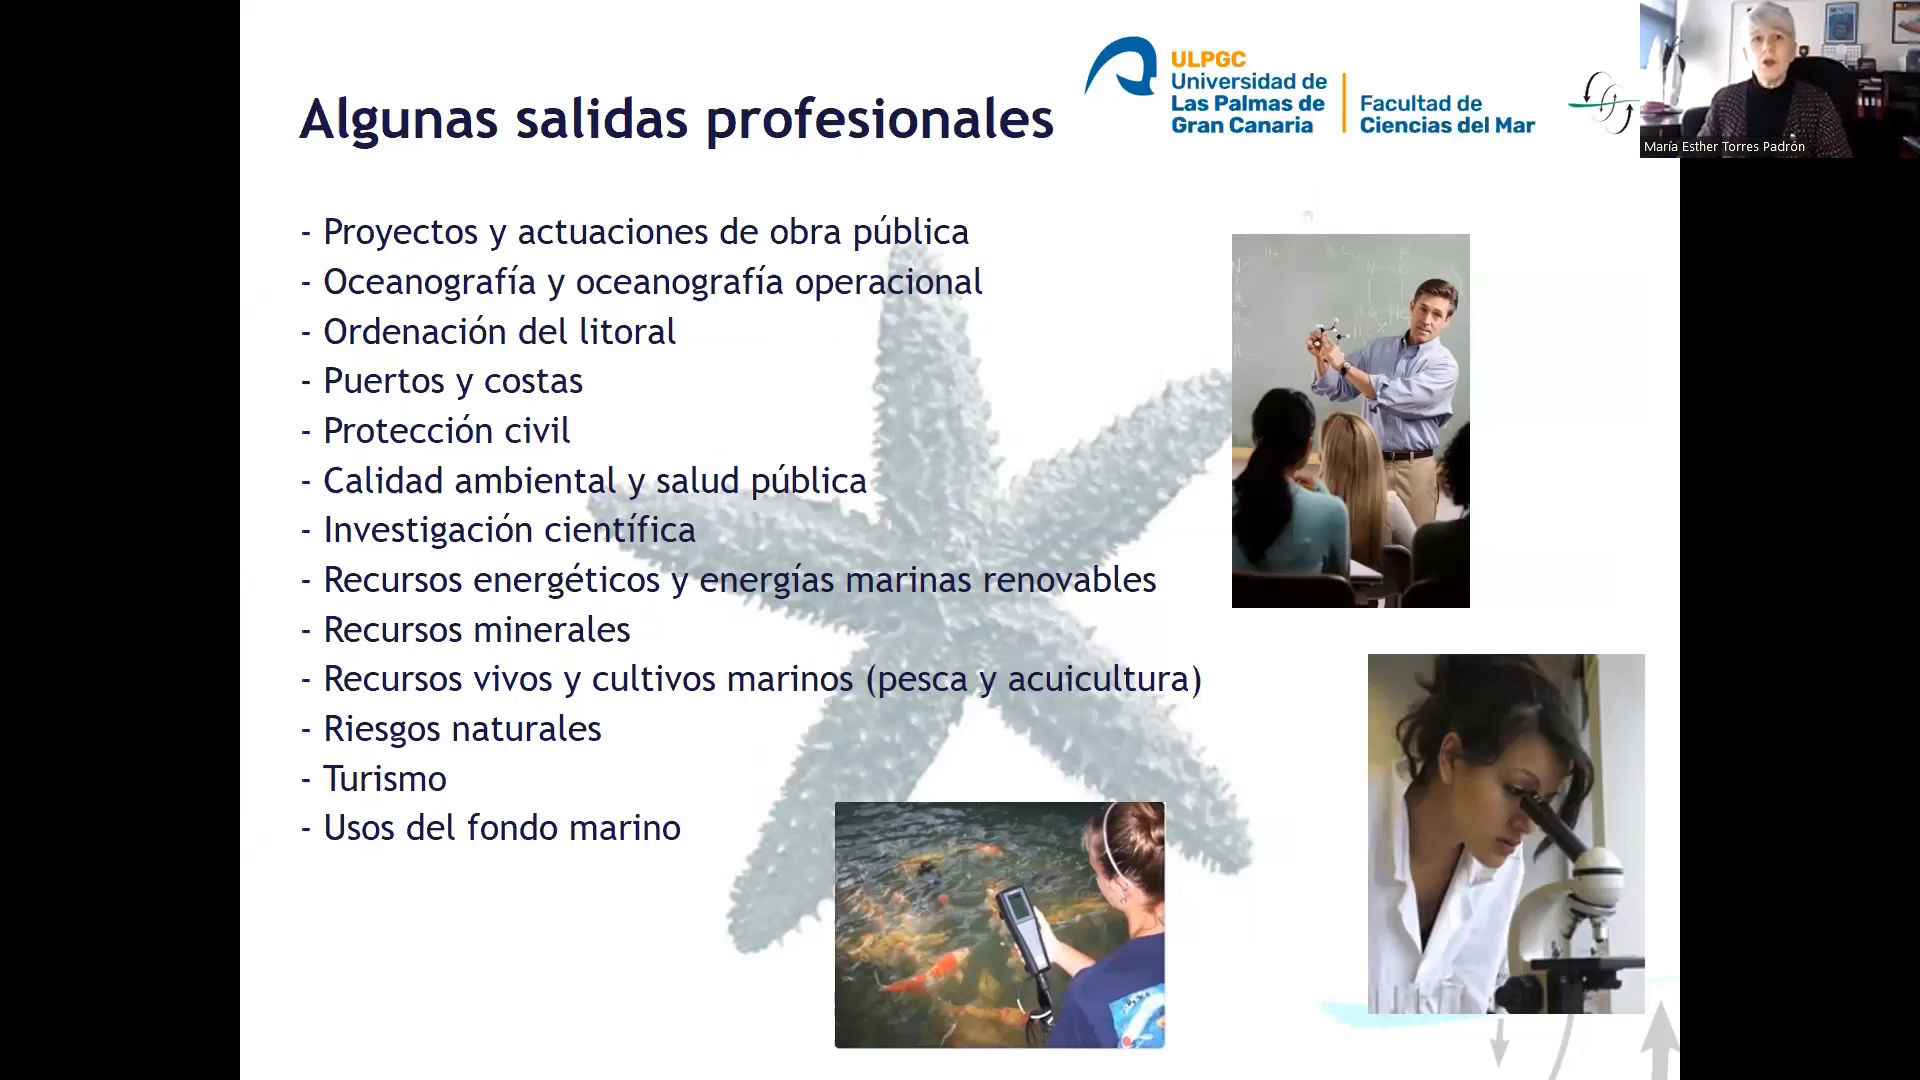 Algunas salidas profesionales
ULPGC
Universidad de
Las Palmas de
Gran Canaria
Facultad de
Ciencias del Mar
María Esther Torres Padrón
- Proyectos y actuaciones de obra pública
- Oceanografía y oceanografía operacional
- Ordenación del litoral
- Puertos y costas
- Protección civil
- Calidad ambiental y salud pública
- Investigación científica
- Recursos energéticos y energías marinas renovables
- Recursos minerales
- Recursos vivos y cultivos marinos (pesca y acuicultura)
- Riesgos naturales
- Turismo
- Usos del fondo marino